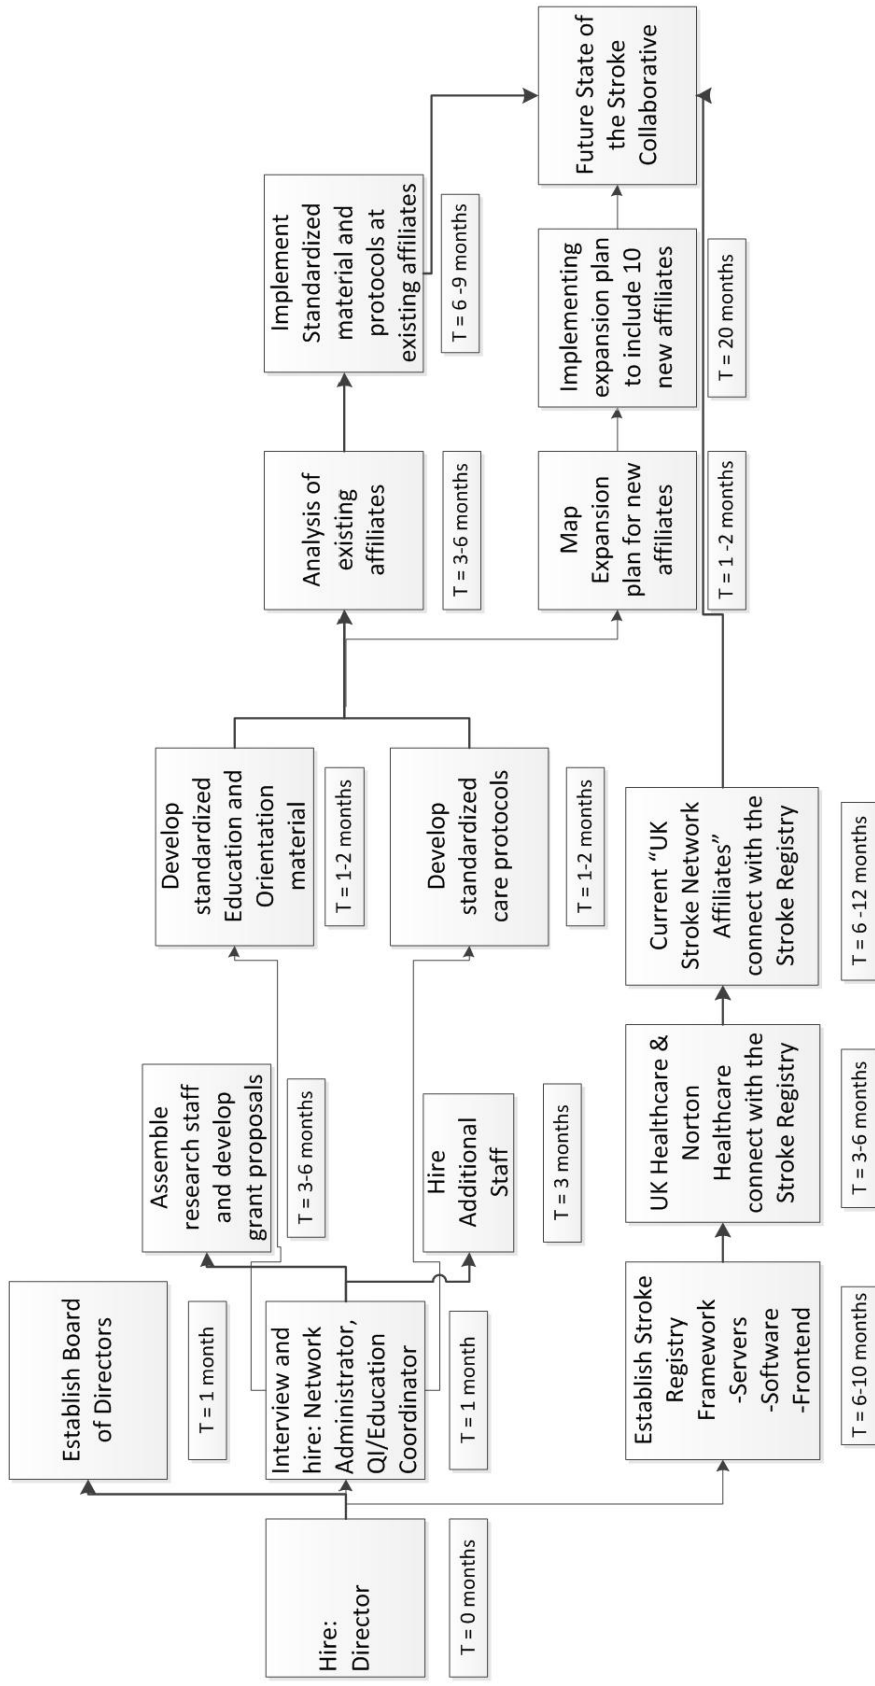 Hire:
Director
T = 0 months
Establish Board
of Directors
T = 1 month
Interview and
hire: Network
Administrator,
QI/Education
Coordinator
T = 1 month
Establish Stroke
Registry
Framework
-Servers
-Software
-Frontend
T = 6-10 months
Assemble
research staff
and develop
grant proposals
T = 3-6 months
Hire
Additional
Staff
T = 3 months
UK Healthcare &
Norton
Healthcare
connect with the
Stroke Registry
T = 3-6 months
Develop
standardized
Education and
Orientation
material
T = 1-2 months
Develop
standardized
care protocols
T = 1-2 months
Current “UK
Stroke Network
Affiliates”
connect with the
Stroke Registry
T = 6 -12 months
Analysis of
existing
affiliates
T = 3-6 months
Map
Expansion
plan for new
affiliates
T = 1 -2 months
Implement
Standardized
material and
protocols at
existing affiliates
T = 6 -9 months
Implementing
expansion plan
to include 10
new affiliates
T = 20 months
Future State of
the Stroke
Collaborative